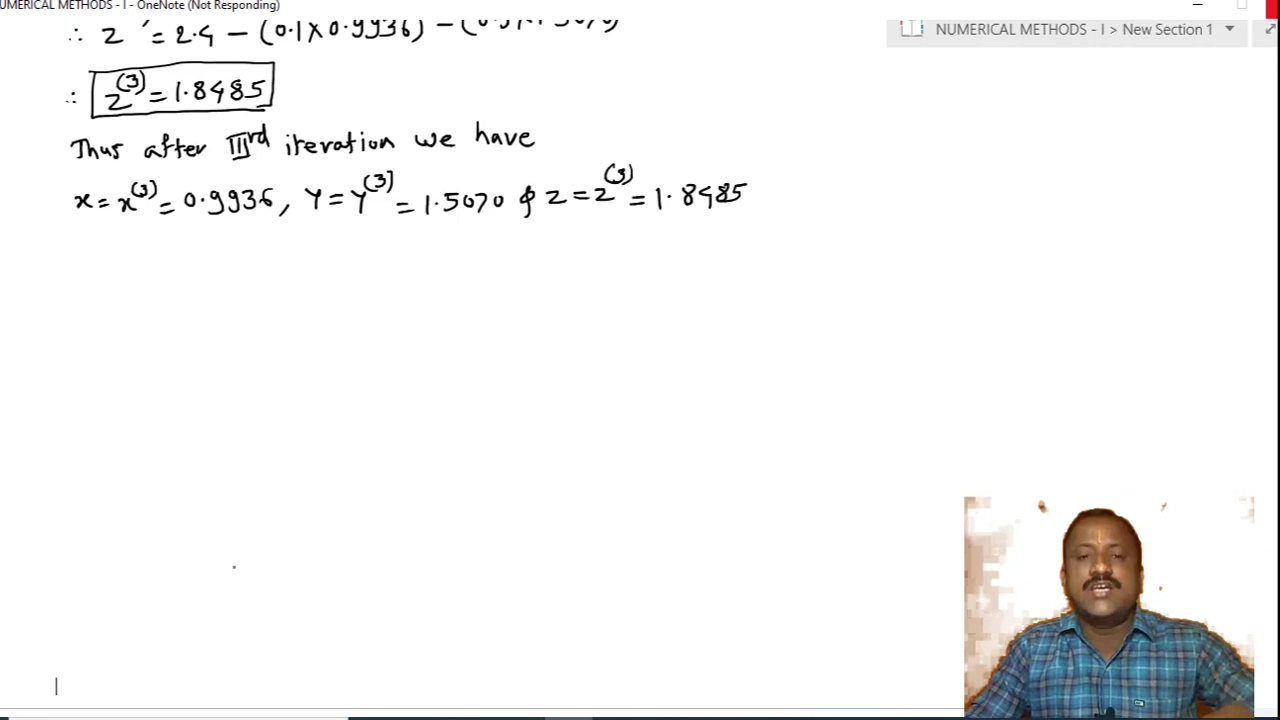 UMERICAL METHODS - I - OneNote (Not Responding)
NUMERICAL METHODS - I > New Section 1
∴ z = 2.4 - (0.1 × 0.9936) - (
∴ z⁽³⁾ = 1.8485
Thus after IIIrd iteration we have
x = x⁽³⁾ = 0.9936, y = y⁽³⁾ = 1.5070 & z = z⁽³⁾ = 1.8485